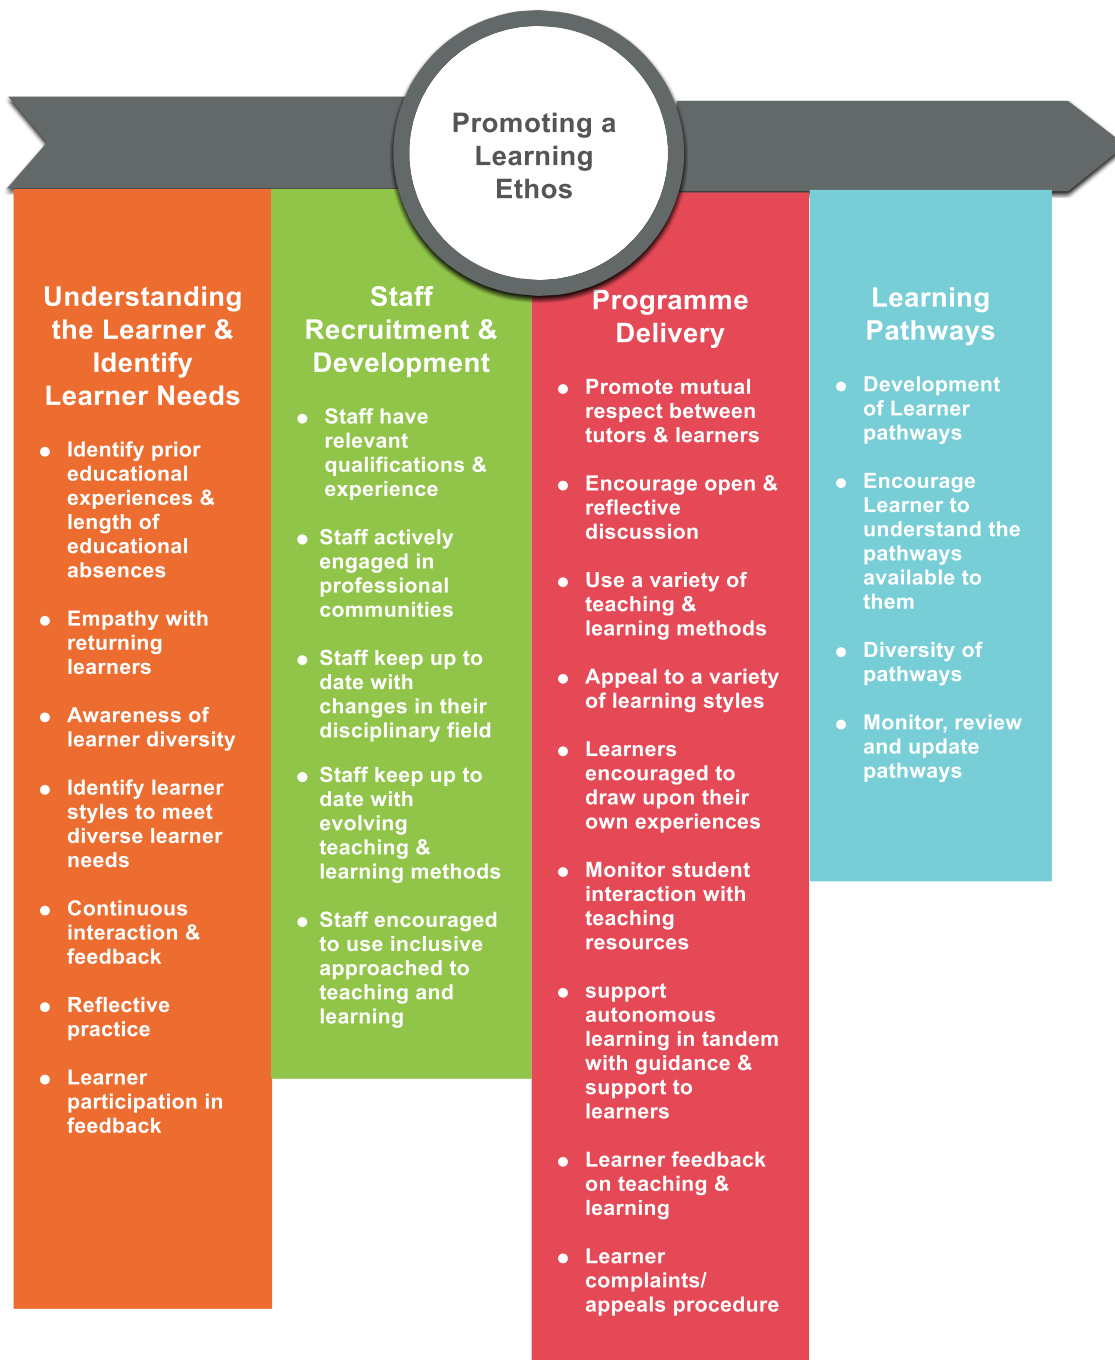 Promoting a
Learning
Ethos
Understanding
the Learner &
Identify
Learner Needs
● Identify prior
educational
experiences &
length of
educational
absences
● Empathy with
returning
learners
● Awareness of
learner diversity
● Identify learner
styles to meet
diverse learner
needs
● Continuous
interaction &
feedback
● Reflective
practice
● Learner
participation in
feedback
Staff
Recruitment &
Development
● Staff have
relevant
qualifications &
experience
● Staff actively
engaged in
professional
communities
● Staff keep up to
date with
changes in their
disciplinary field
● Staff keep up to
date with
evolving
teaching &
learning methods
● Staff encouraged
to use inclusive
approached to
teaching and
learning
Programme
Delivery
● Promote mutual
respect between
tutors & learners
● Encourage open &
reflective
discussion
● Use a variety of
teaching &
learning methods
● Appeal to a variety
of learning styles
● Learners
encouraged to
draw upon their
own experiences
● Monitor student
interaction with
teaching
resources
● support
autonomous
learning in tandem
with guidance &
support to
learners
● Learner feedback
on teaching &
learning
● Learner
complaints/
appeals procedure
Learning
Pathways
● Development
of Learner
pathways
● Encourage
Learner to
understand the
pathways
available to
them
● Diversity of
pathways
● Monitor, review
and update
pathways